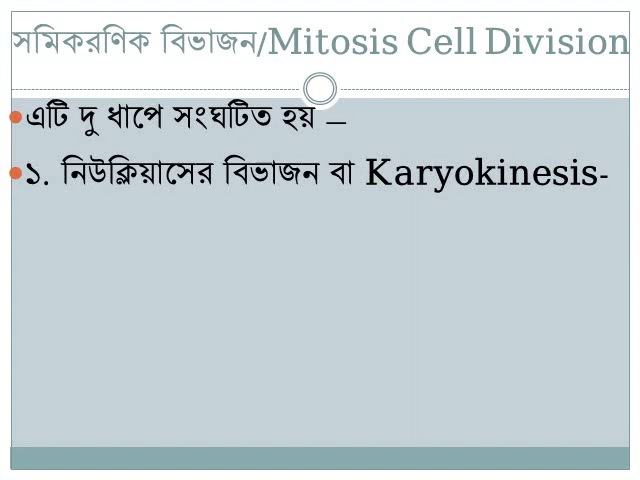 সমিকরণিক বিভাজন/Mitosis Cell Division
এটি দু ধাপে সংঘটিত হয় –
১. নিউক্লিয়াসের বিভাজন বা Karyokinesis-